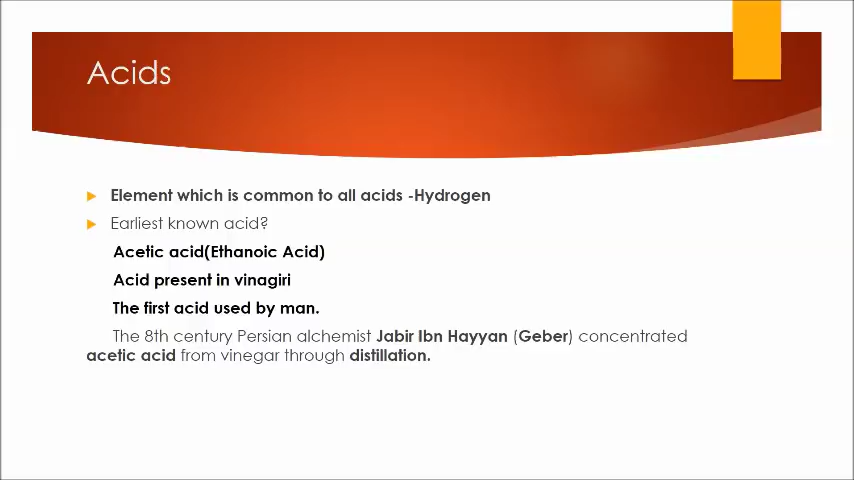 Acids
Element which is common to all acids -Hydrogen
Earliest known acid?
Acetic acid(Ethanoic Acid)
Acid present in vinagiri
The first acid used by man.
The 8th century Persian alchemist Jabir Ibn Hayyan (Geber) concentrated
acetic acid from vinegar through distillation.